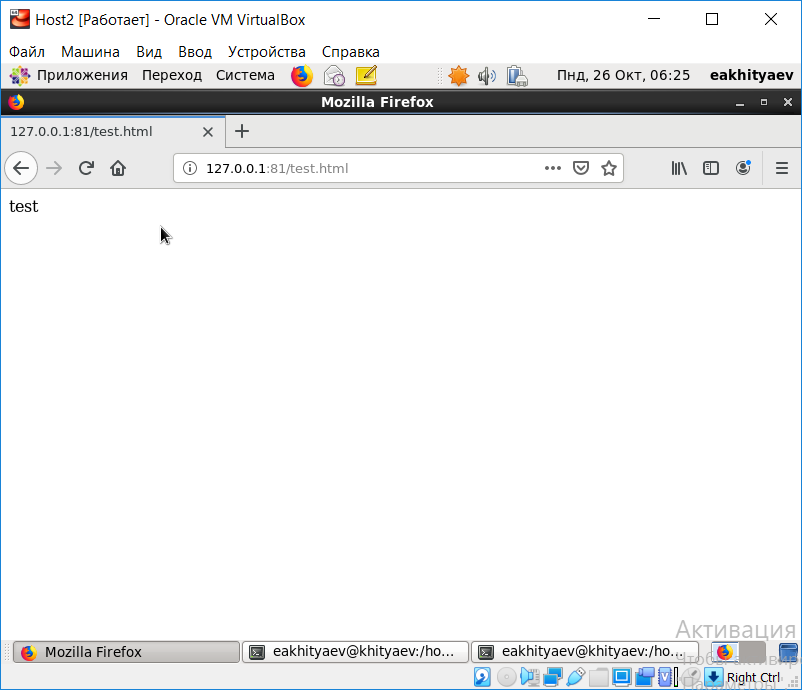 Host2 [Работает] - Oracle VM VirtualBox
Файл Машина Вид Ввод Устройства Справка
Приложения Переход Система Пнд, 26 Окт, 06:25 eakhityaev
Mozilla Firefox
127.0.0.1:81/test.html
127.0.0.1:81/test.html
test
Активация
Mozilla Firefox eakhityaev@khityaev:/ho... eakhityaev@khityaev:/ho...
Right Ctrl